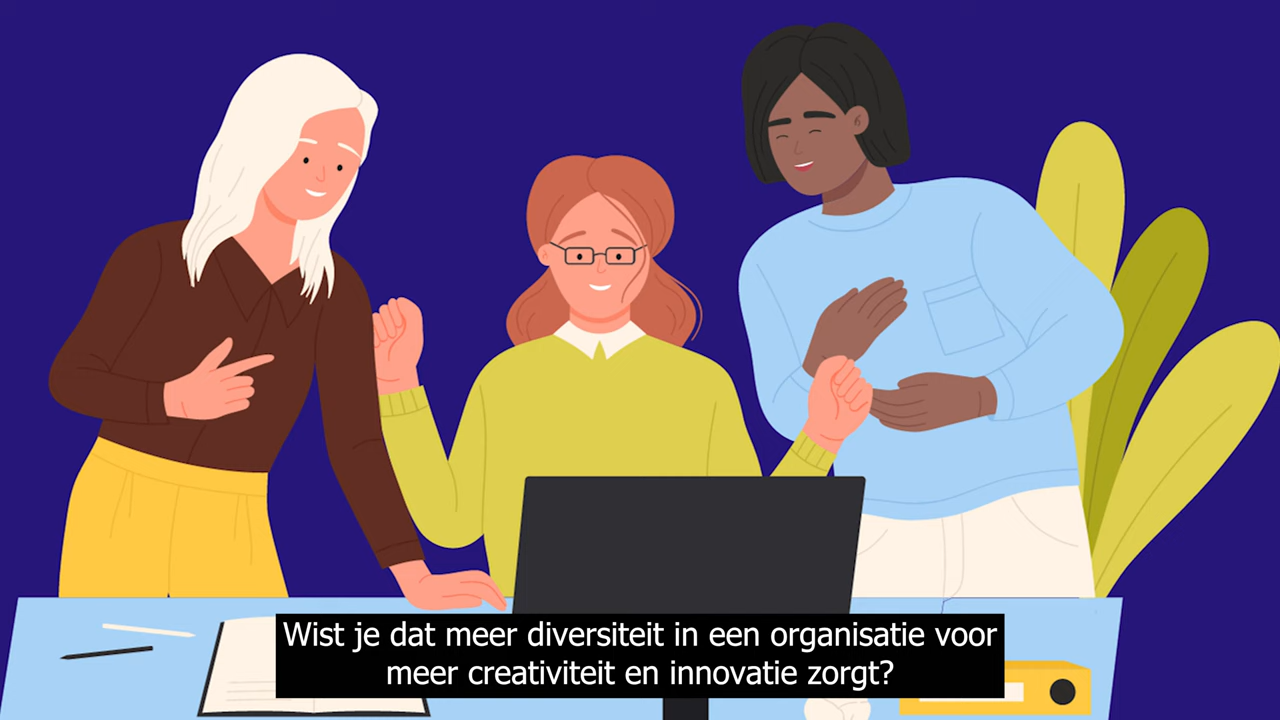 Wist je dat meer diversiteit in een organisatie voor
meer creativiteit en innovatie zorgt?